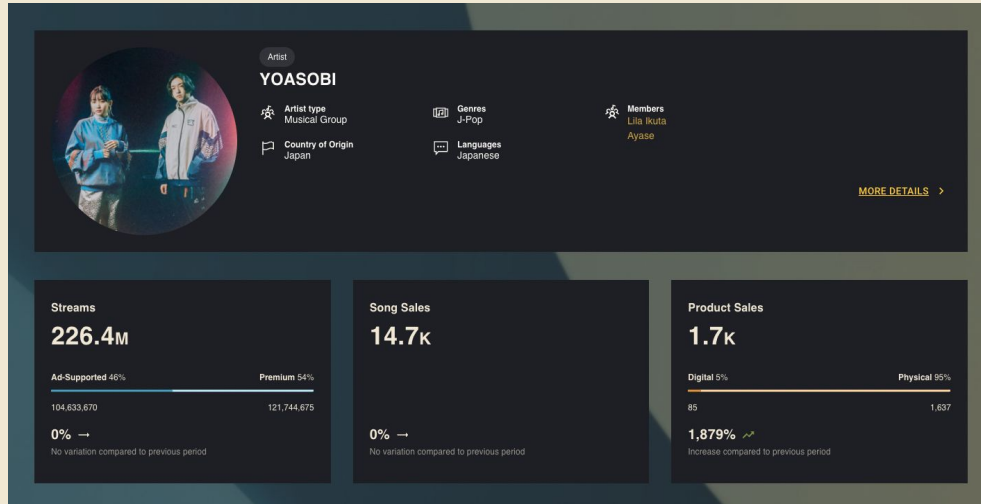 Artist
YOASOBI
Artist type
Musical Group
Genres
J-Pop
Members
Lila Ikuta
Ayase
Country of Origin
Japan
Languages
Japanese
MORE DETAILS
Streams
226.4M
Ad-Supported 46% Premium 54%
104,633,670 121,744,675
0%
No variation compared to previous period
Song Sales
14.7K
0%
No variation compared to previous period
Product Sales
1.7K
Digital 5% Physical 95%
85 1,637
1,879%
Increase compared to previous period